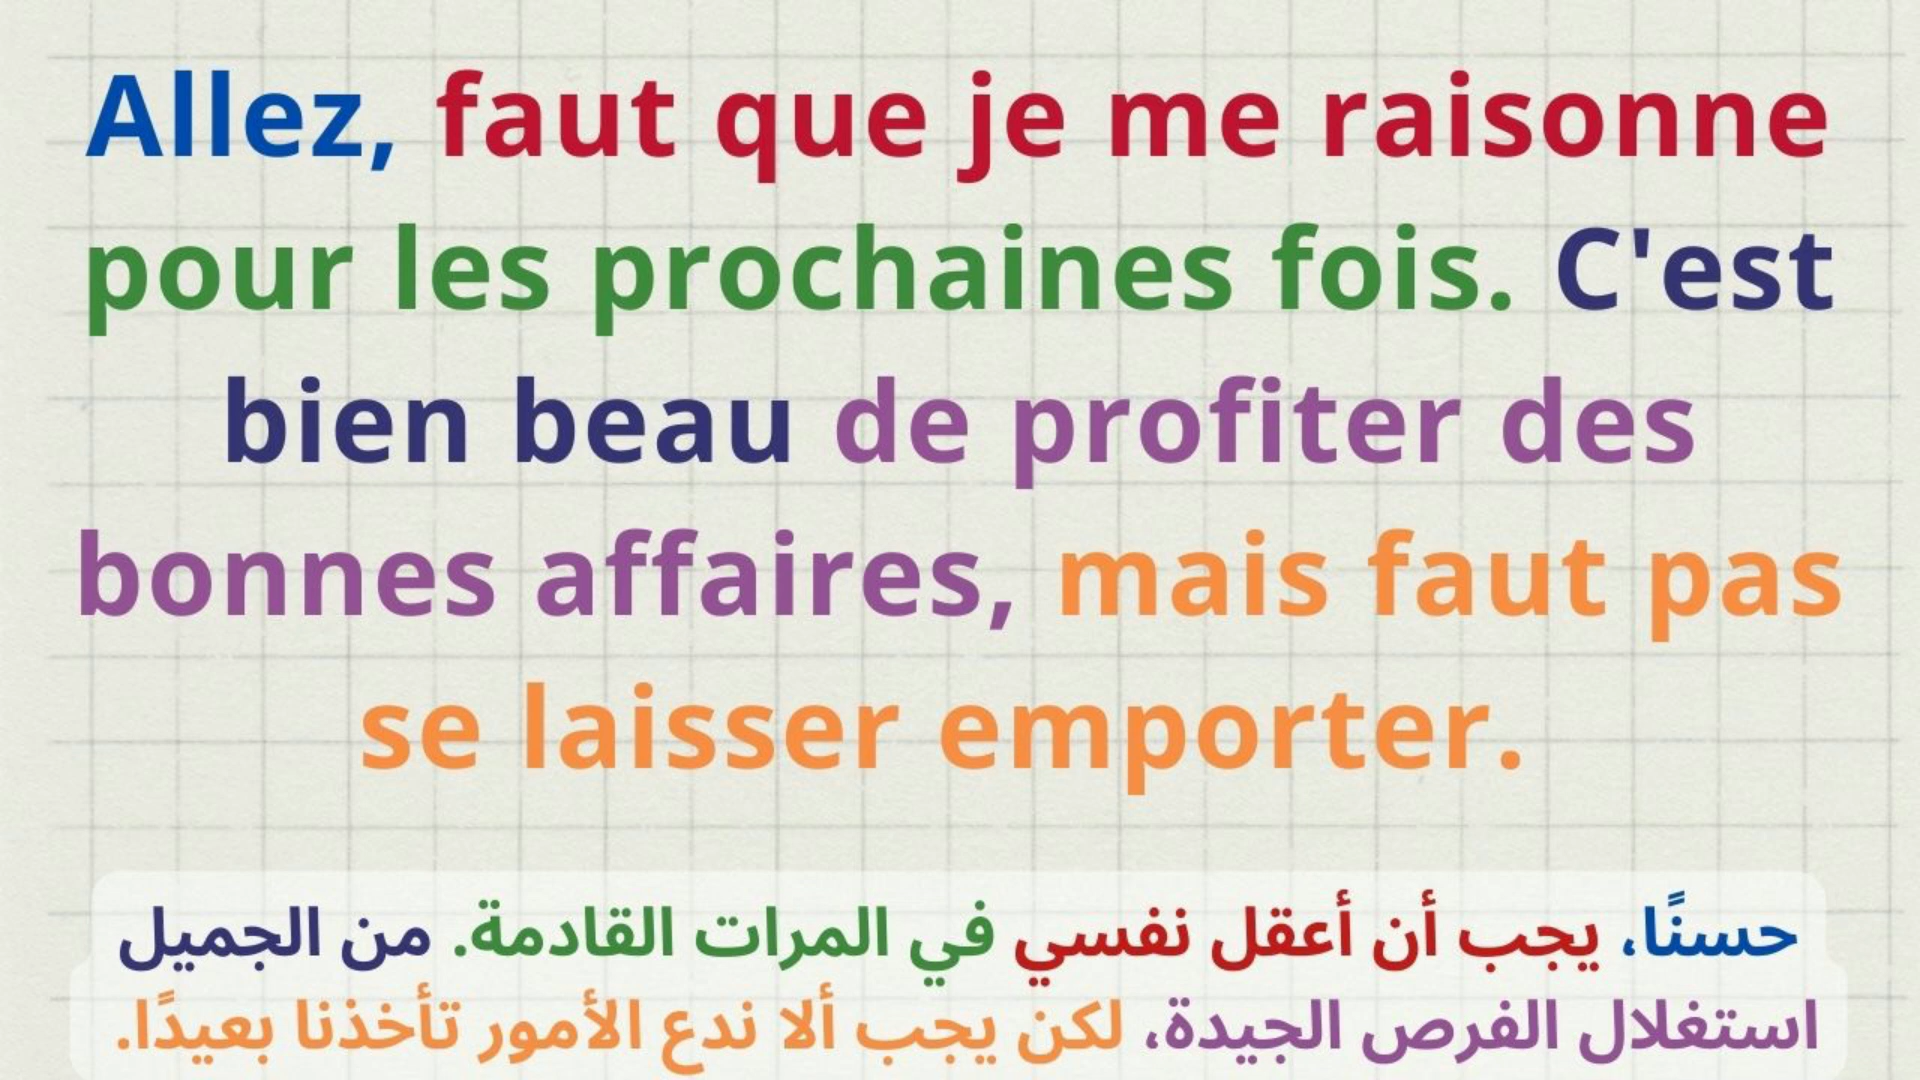 Allez, faut que je me raisonne
pour les prochaines fois. C'est
bien beau de profiter des
bonnes affaires, mais faut pas
se laisser emporter.
حسنًا، يجب أن أعقل نفسي في المرات القادمة. من الجميل
استغلال الفرص الجيدة، لكن يجب ألا ندع الأمور تأخذنا بعيدًا.